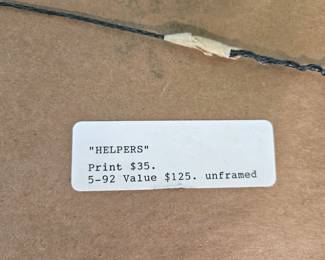 "HELPERS"
Print $35.
5-92 Value $125. unframed